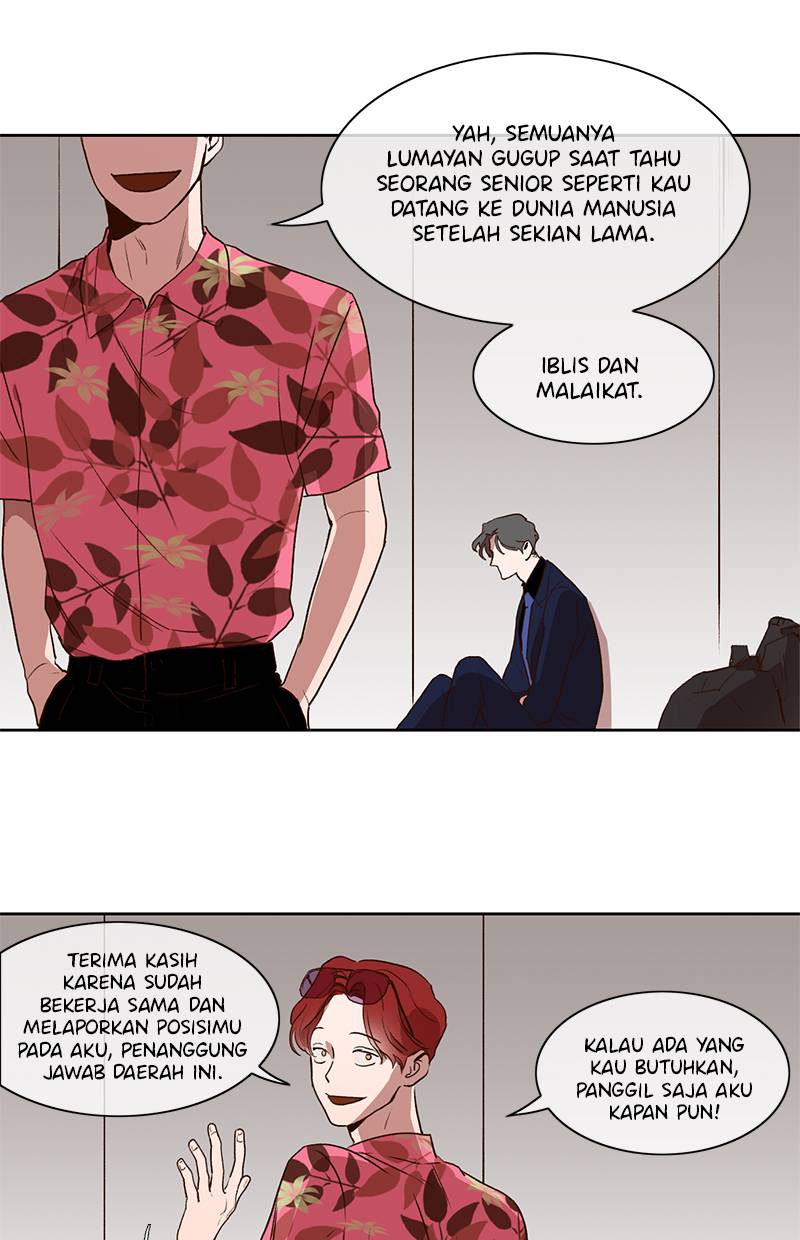 YAH, SEMUANYA
LUMAYAN GUGUP SAAT TAHU
SEORANG SENIOR SEPERTI KAU
DATANG KE DUNIA MANUSIA
SETELAH SEKIAN LAMA.
IBLIS DAN
MALAIKAT.
TERIMA KASIH
KARENA SUDAH
BEKERJA SAMA DAN
MELAPORKAN POSISIMU
PADA AKU, PENANGGUNG
JAWAB DAERAH INI.
KALAU ADA YANG
KAU BUTUHKAN,
PANGGIL SAJA AKU
KAPAN PUN!